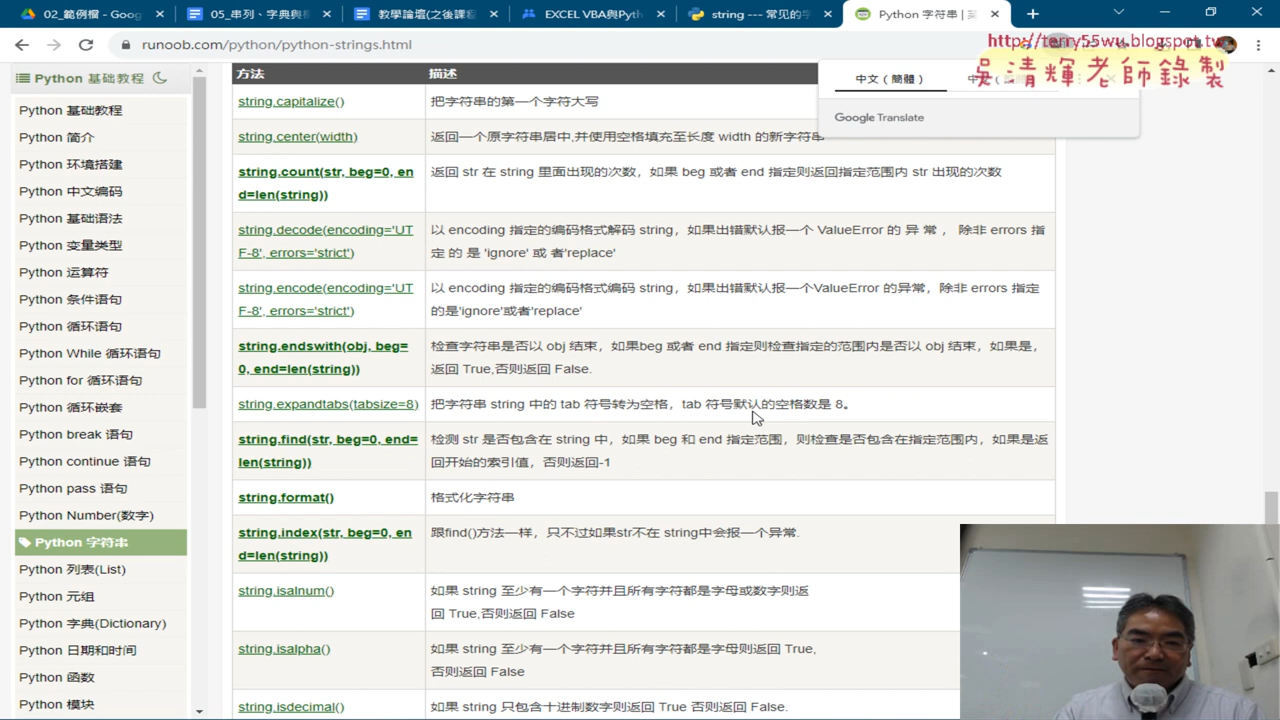 02_範例檔 - Goog
05_串列、字典與
教學論壇(之後課
EXCEL VBA與Pyth
string --- 常见的字
Python 字符串 | 菜
runoob.com/python/python-strings.html
http://terry55wu.blogspot.tw
吳清輝老師錄製
中文（簡體）
Google Translate
Python 基础教程
Python 基础教程
Python 简介
Python 环境搭建
Python 中文编码
Python 基础语法
Python 变量类型
Python 运算符
Python 条件语句
Python 循环语句
Python While 循环语句
Python for 循环语句
Python 循环嵌套
Python break 语句
Python continue 语句
Python pass 语句
Python Number(数字)
Python 字符串
Python 列表(List)
Python 元组
Python 字典(Dictionary)
Python 日期和时间
Python 函数
Python 模块
方法 描述
string.capitalize() 把字符串的第一个字符大写
string.center(width) 返回一个原字符串居中,并使用空格填充至长度 width 的新字符串
string.count(str, beg=0, en
d=len(string)) 返回 str 在 string 里面出现的次数，如果 beg 或者 end 指定则返回指定范围内 str 出现的次数
string.decode(encoding='UT
F-8', errors='strict')
以 encoding 指定的编码格式解码 string，如果出错默认报一个 ValueError 的 异 常 ， 除非 errors 指
定 的 是 'ignore' 或 者'replace'
string.encode(encoding='UT
F-8', errors='strict')
以 encoding 指定的编码格式编码 string，如果出错默认报一个ValueError 的异常，除非 errors 指定
的是'ignore'或者'replace'
string.endswith(obj, beg=
0, end=len(string))
检查字符串是否以 obj 结束，如果beg 或者 end 指定则检查指定的范围内是否以 obj 结束，如果是，
返回 True,否则返回 False.
string.expandtabs(tabsize=8) 把字符串 string 中的 tab 符号转为空格，tab 符号默认的空格数是 8。
string.find(str, beg=0, end=
len(string))
检测 str 是否包含在 string 中，如果 beg 和 end 指定范围，则检查是否包含在指定范围内，如果是返
回开始的索引值，否则返回-1
string.format() 格式化字符串
string.index(str, beg=0, en
d=len(string)) 跟find()方法一样，只不过如果str不在 string中会报一个异常.
string.isalnum() 如果 string 至少有一个字符并且所有字符都是字母或数字则返
回 True,否则返回 False
string.isalpha() 如果 string 至少有一个字符并且所有字符都是字母则返回 True,
否则返回 False
string.isdecimal() 如果 string 只包含十进制数字则返回 True 否则返回 False.